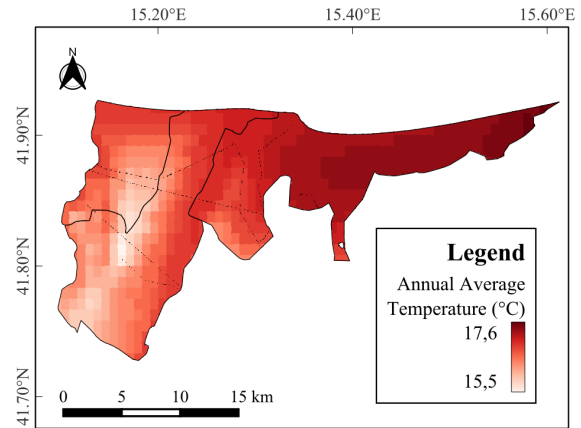 15.20°E 15.40°E 15.60°E
N
41.90°N
41.80°N
41.70°N
Legend
Annual Average
Temperature (°C)
17,6
15,5
0 5 10 15 km